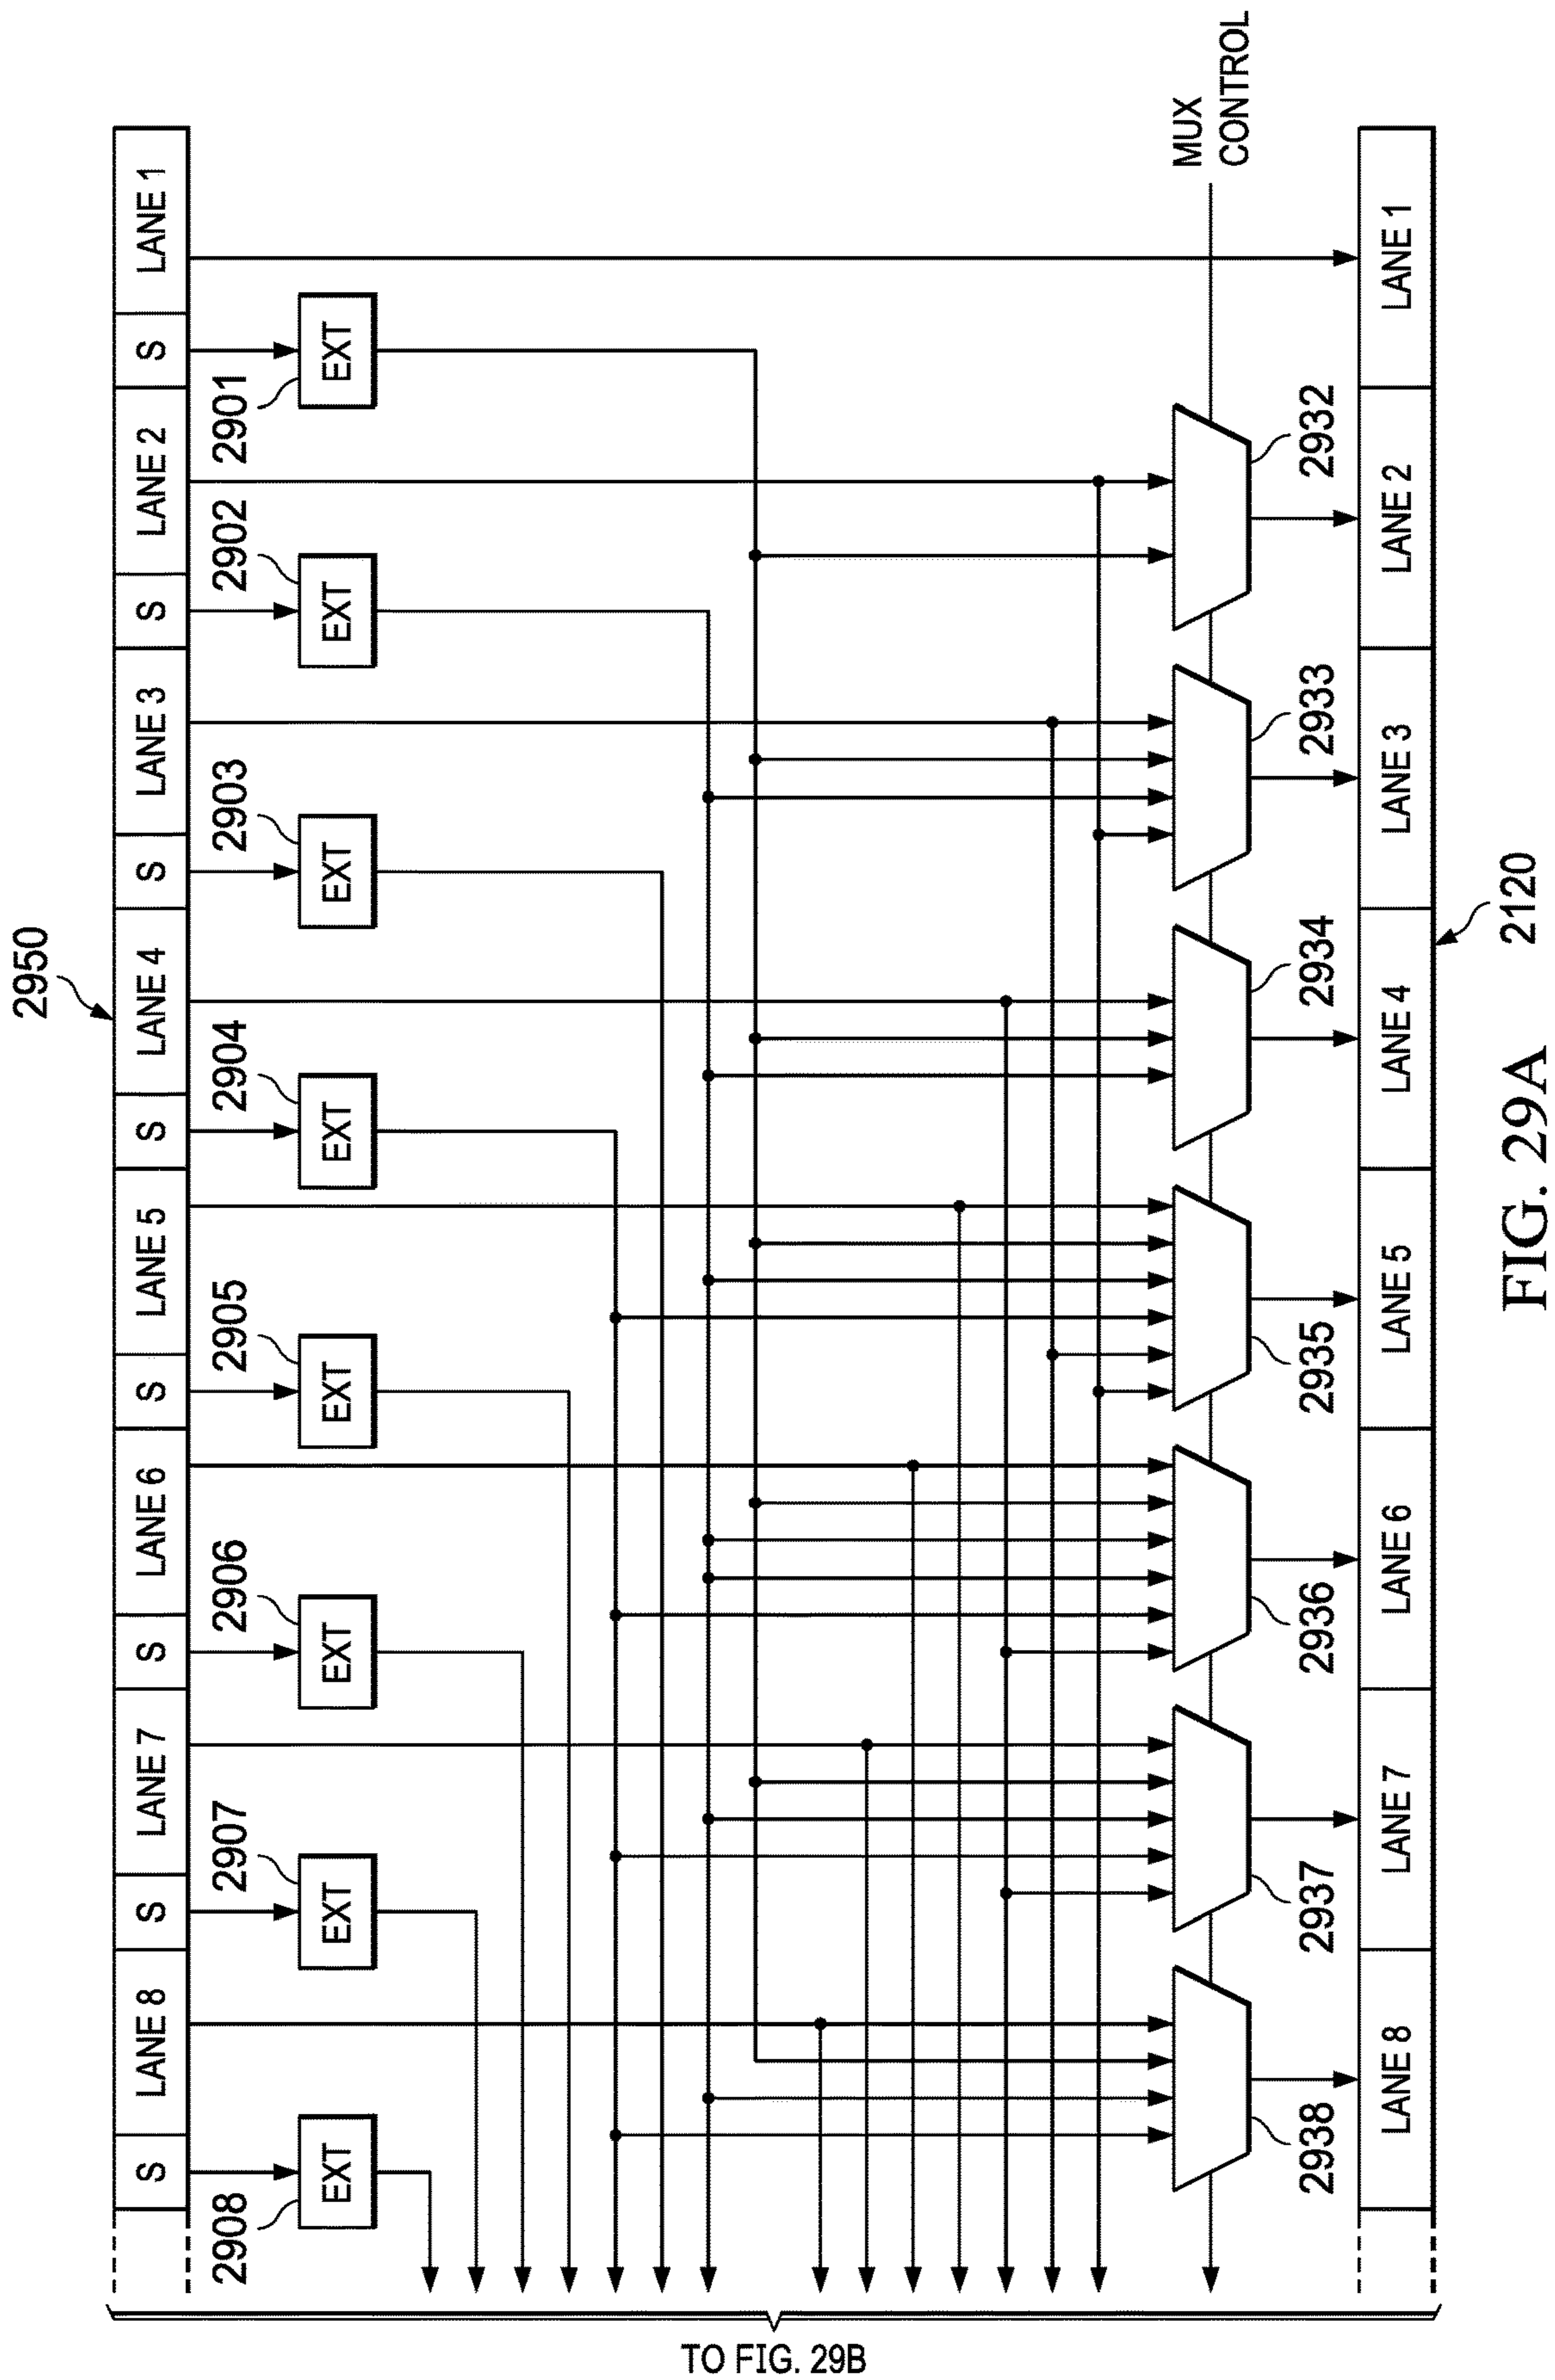 2950
S
LANE 8
S
LANE 7
S
LANE 6
S
LANE 5
S
LANE 4
S
LANE 3
S
LANE 2
S
LANE 1
2908
2907
2906
2905
2904
2903
2902
2901
EXT
EXT
EXT
EXT
EXT
EXT
EXT
EXT
TO FIG. 29B
MUX
CONTROL
2938
2937
2936
2935
2934
2933
2932
LANE 8
LANE 7
LANE 6
LANE 5
LANE 4
LANE 3
LANE 2
LANE 1
2120
FIG. 29A